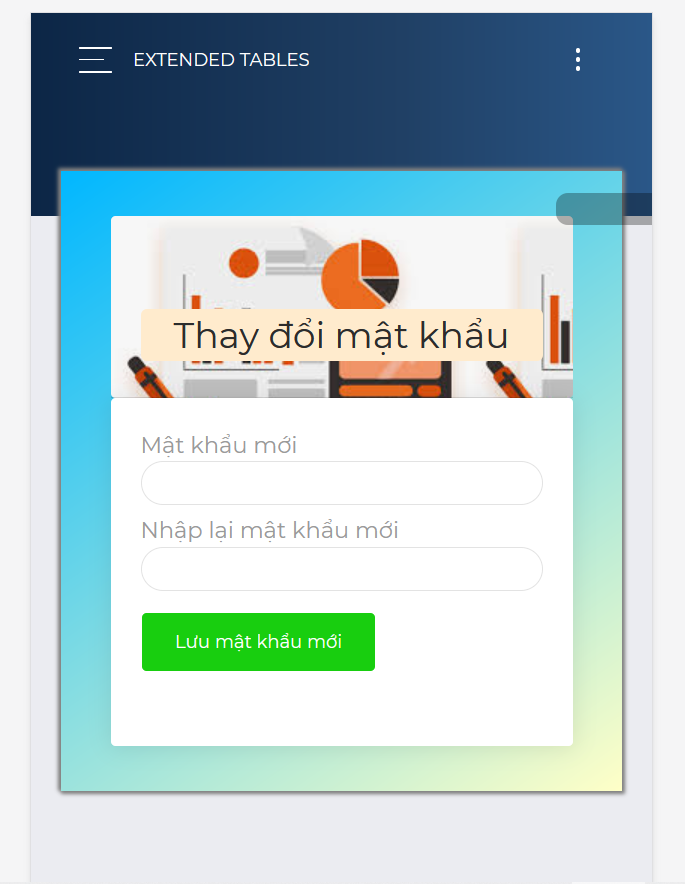 EXTENDED TABLES
Thay đổi mật khẩu
Mật khẩu mới
Nhập lại mật khẩu mới
Lưu mật khẩu mới